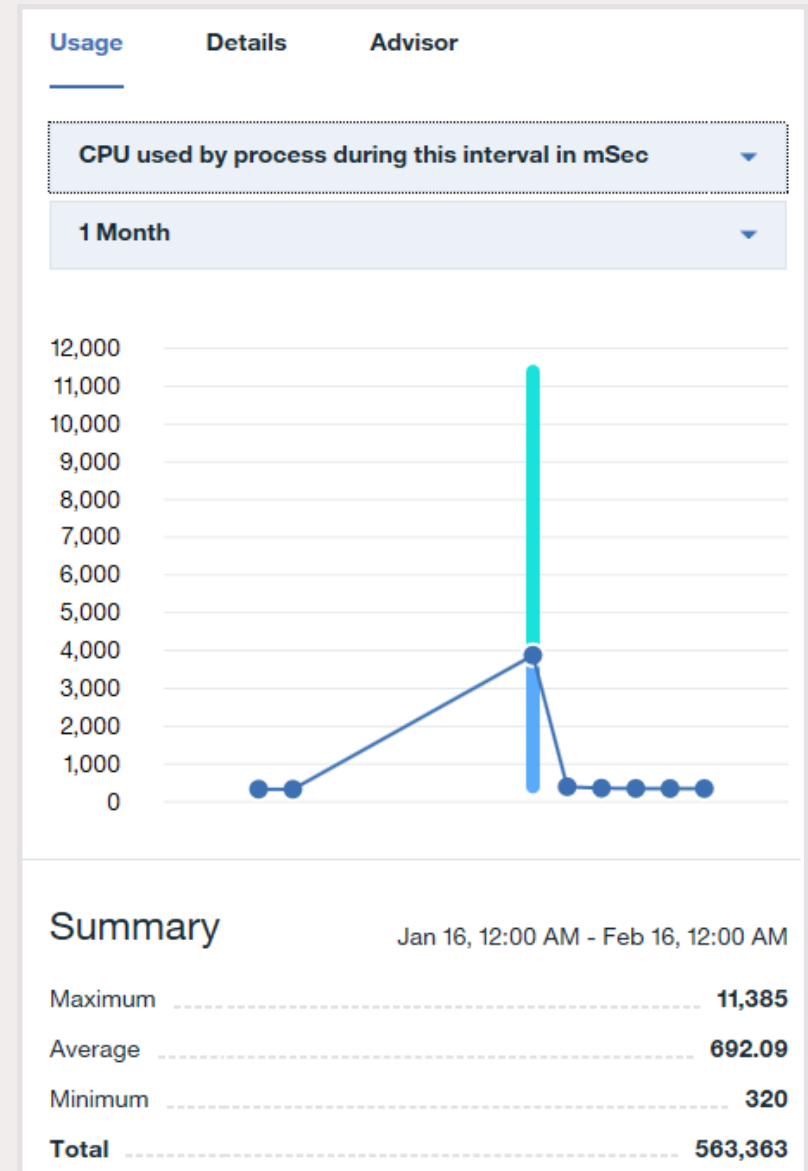 Usage Details Advisor
CPU used by process during this interval in mSec
1 Month
12,000
11,000
10,000
9,000
8,000
7,000
6,000
5,000
4,000
3,000
2,000
1,000
0
Summary Jan 16, 12:00 AM - Feb 16, 12:00 AM
Maximum 11,385
Average 692.09
Minimum 320
Total 563,363